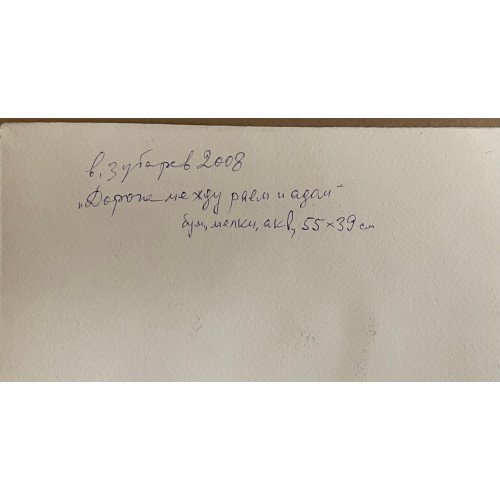 В. Зубарев 2008
"Дорога между раем и адом"
бум, мелки, акв, 55×39 см